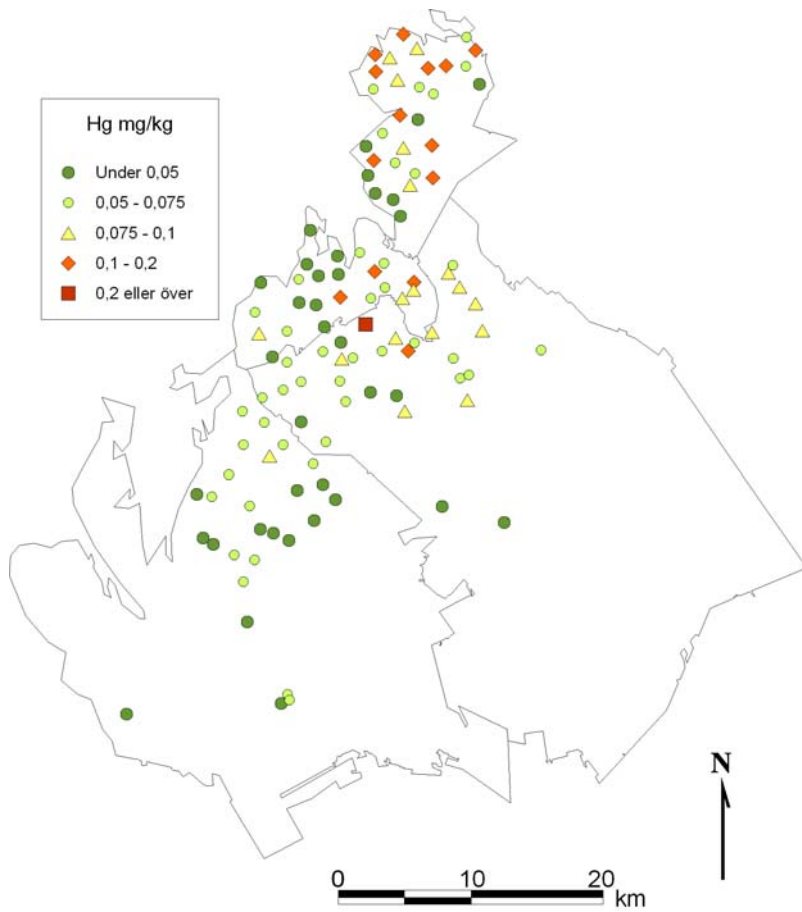 Hg mg/kg
Under 0,05
0,05 - 0,075
0,075 - 0,1
0,1 - 0,2
0,2 eller över
N
0 10 20
km